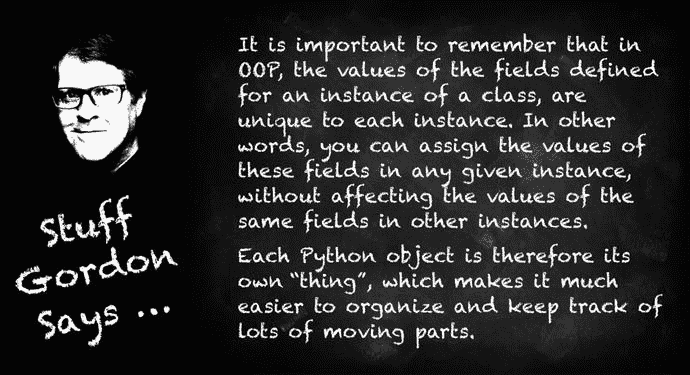 Stuff
Gordon
says ...
It is important to remember that in
OOP, the values of the fields defined
for an instance of a class, are
unique to each instance. In other
words, you can assign the values of
these fields in any given instance,
without affecting the values of the
same fields in other instances.
Each Python object is therefore its
own “thing”, which makes it much
easier to organize and keep track of
lots of moving parts.